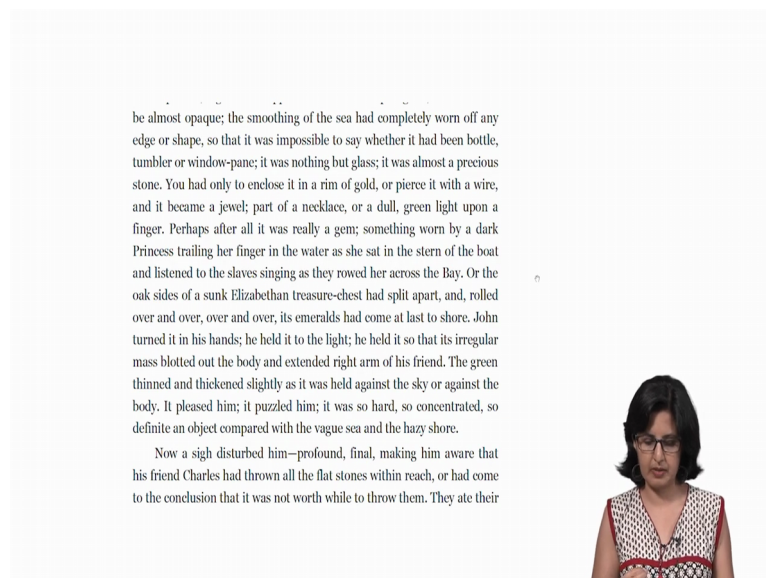 be almost opaque; the smoothing of the sea had completely worn off any
edge or shape, so that it was impossible to say whether it had been bottle,
tumbler or window-pane; it was nothing but glass; it was almost a precious
stone. You had only to enclose it in a rim of gold, or pierce it with a wire,
and it became a jewel; part of a necklace, or a dull, green light upon a
finger. Perhaps after all it was really a gem; something worn by a dark
Princess trailing her finger in the water as she sat in the stern of the boat
and listened to the slaves singing as they rowed her across the Bay. Or the
oak sides of a sunk Elizabethan treasure-chest had split apart, and, rolled
over and over, over and over, its emeralds had come at last to shore. John
turned it in his hands; he held it to the light; he held it so that its irregular
mass blotted out the body and extended right arm of his friend. The green
thinned and thickened slightly as it was held against the sky or against the
body. It pleased him; it puzzled him; it was so hard, so concentrated, so
definite an object compared with the vague sea and the hazy shore.
Now a sigh disturbed him—profound, final, making him aware that
his friend Charles had thrown all the flat stones within reach, or had come
to the conclusion that it was not worth while to throw them. They ate their